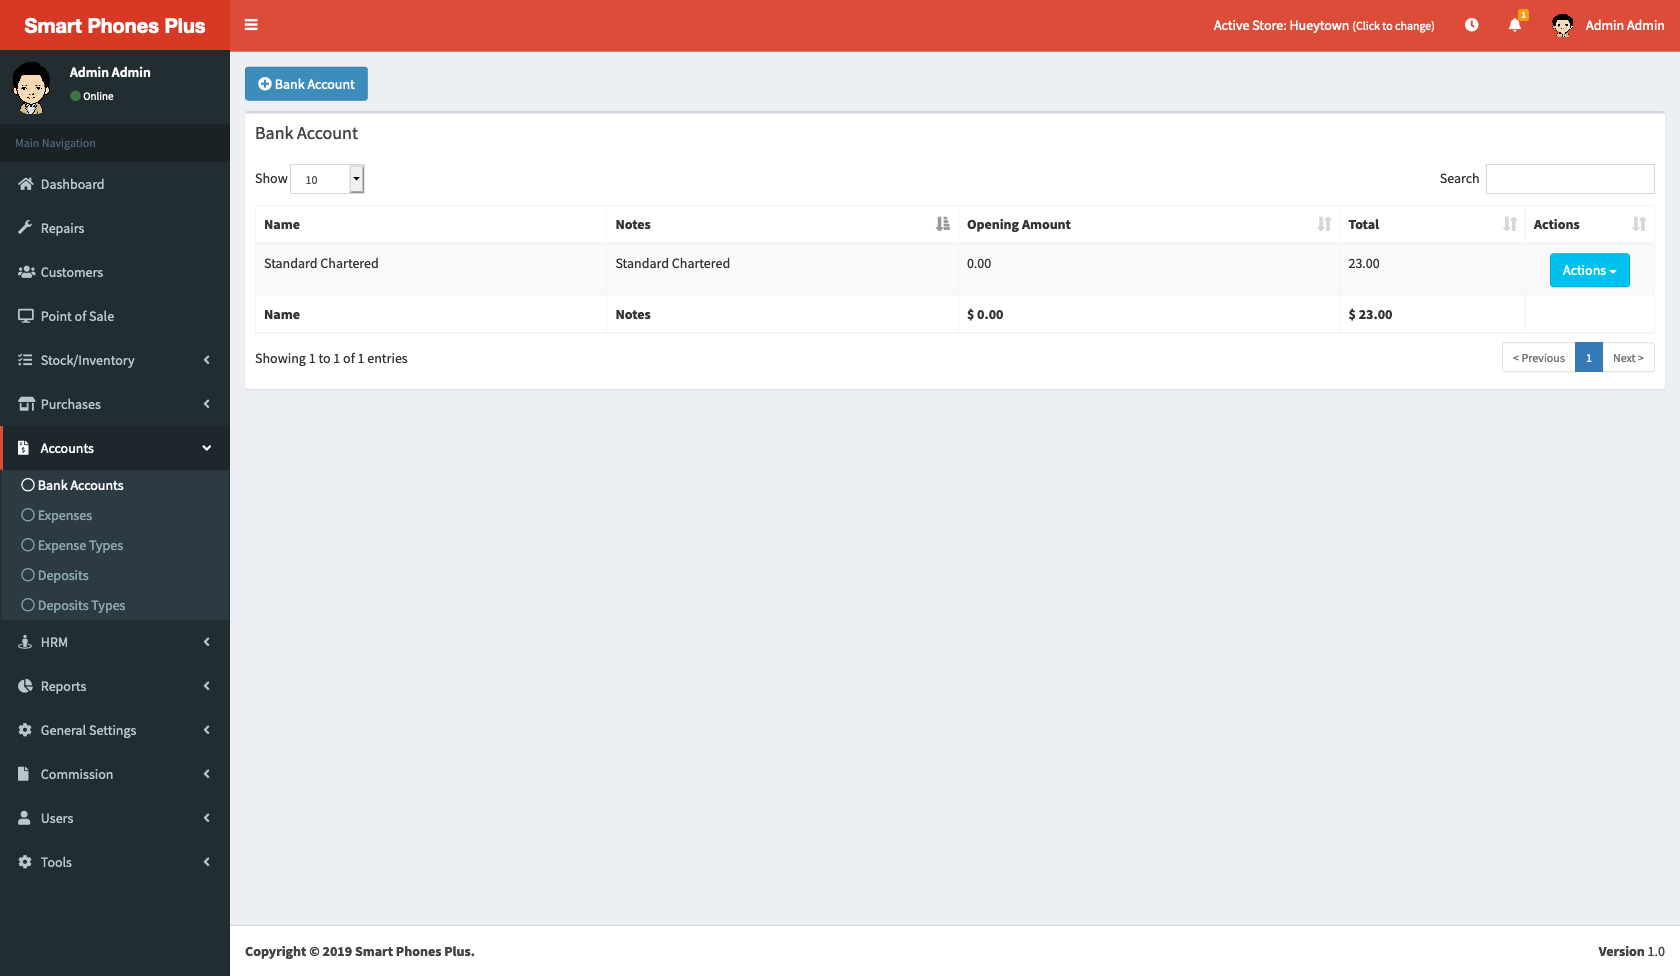 Smart Phones Plus
Active Store: Hueytown (Click to change)
1
Admin Admin
Admin Admin
Online
Main Navigation
Dashboard
Repairs
Customers
Point of Sale
Stock/Inventory
Purchases
Accounts
Bank Accounts
Expenses
Expense Types
Deposits
Deposits Types
HRM
Reports
General Settings
Commission
Users
Tools
Bank Account
Bank Account
Show 10
Search
Name Notes Opening Amount Total Actions
Standard Chartered Standard Chartered 0.00 23.00 Actions
Name Notes $ 0.00 $ 23.00
Showing 1 to 1 of 1 entries
< Previous 1 Next >
Copyright © 2019 Smart Phones Plus.
Version 1.0